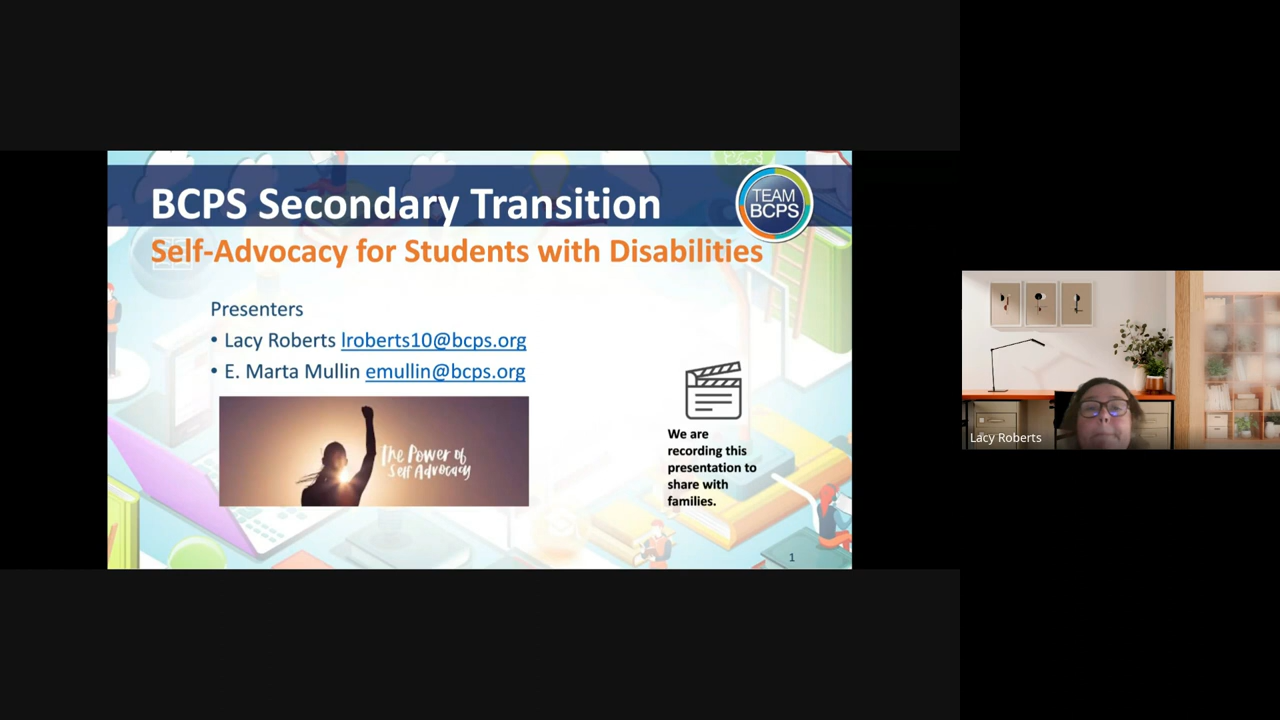 BCPS Secondary Transition
TEAM
BCPS
Self-Advocacy for Students with Disabilities
Presenters
• Lacy Roberts lroberts10@bcps.org
• E. Marta Mullin emullin@bcps.org
The Power of
Self Advocacy
We are
recording this
presentation to
share with
families.
1
Lacy Roberts